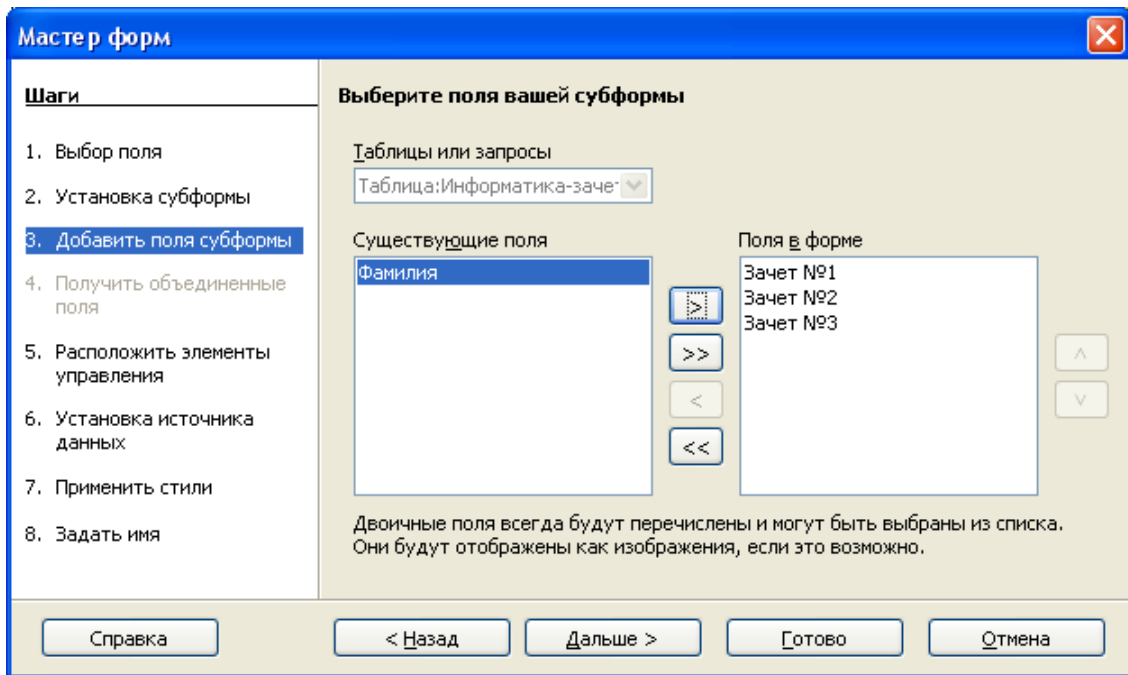 Мастер форм
Шаги
1. Выбор поля
2. Установка субформы
3. Добавить поля субформы
4. Получить объединенные
поля
5. Расположить элементы
управления
6. Установка источника
данных
7. Применить стили
8. Задать имя
Выберите поля вашей субформы
Таблицы или запросы
Таблица:Информатика-зачет
Существующие поля
Фамилия
>
>>
<
<<
Поля в форме
Зачет №1
Зачет №2
Зачет №3
Двоичные поля всегда будут перечислены и могут быть выбраны из списка.
Они будут отображены как изображения, если это возможно.
Справка
< Назад
Дальше >
Готово
Отмена